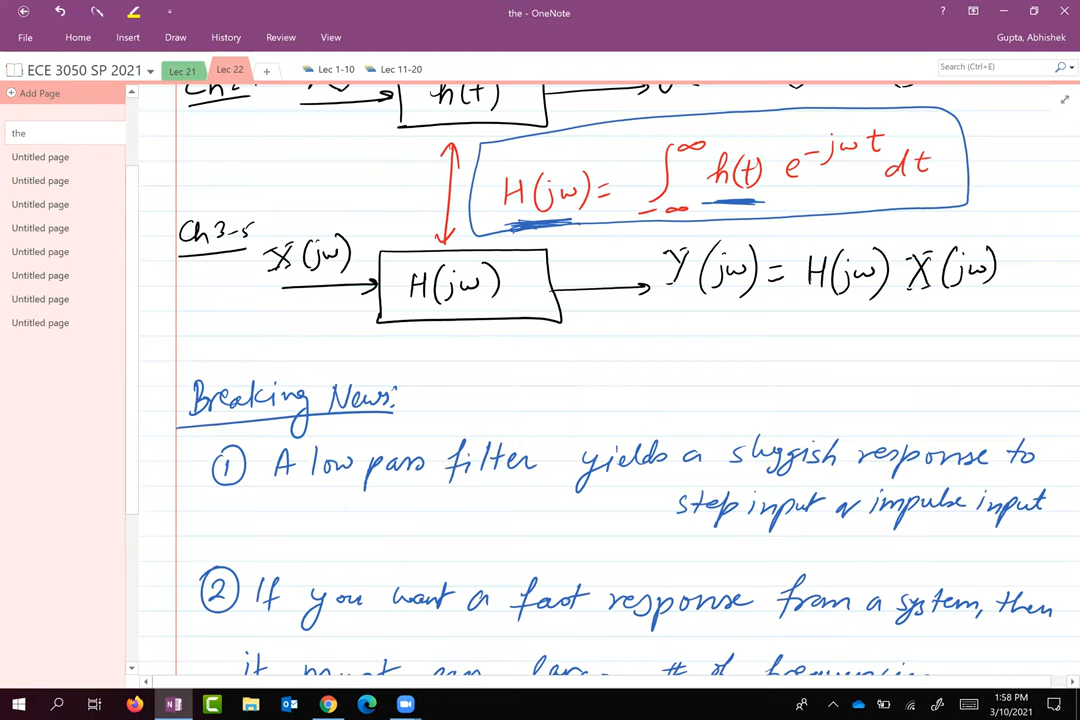 the - OneNote
Gupta, Abhishek
File Home Insert Draw History Review View
ECE 3050 SP 2021 Lec 21 Lec 22 Lec 1-10 Lec 11-20
Search (Ctrl+E)
Add Page
the
Untitled page
Untitled page
Untitled page
Untitled page
Untitled page
Untitled page
Untitled page
Untitled page
h(t)
H(jω) = ∫_{-∞}^{∞} h(t) e^{-jωt} dt
Ch 3-5
X(jω)
H(jω)
Y(jω) = H(jω) X(jω)
Breaking News:
① A low pass filter yields a sluggish response to
step input or impulse input
② If you want a fast response from a system, then
it must
# of frequencies
1:58 PM
3/10/2021